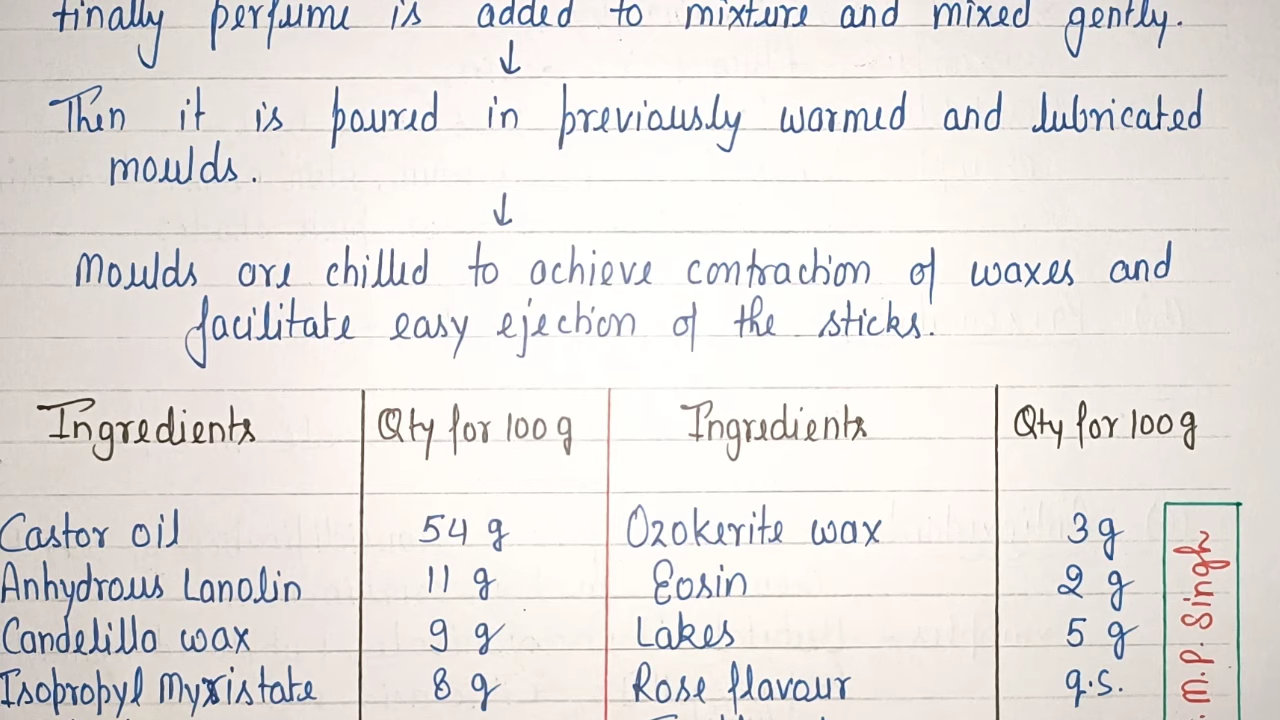 finally perfume is added to mixture and mixed gently.
↓
Then it is poured in previously warmed and lubricated
moulds.
↓
Moulds are chilled to achieve contraction of waxes and
facilitate easy ejection of the sticks.
Ingredients Qty for 100 g Ingredients Qty for 100 g
Castor oil 54 g Ozokerite wax 3 g
Anhydrous Lanolin 11 g Eosin 2 g
Candelilla wax 9 g Lakes 5 g
Isopropyl Myristate 8 g Rose flavour q.s.
M.P. Singh